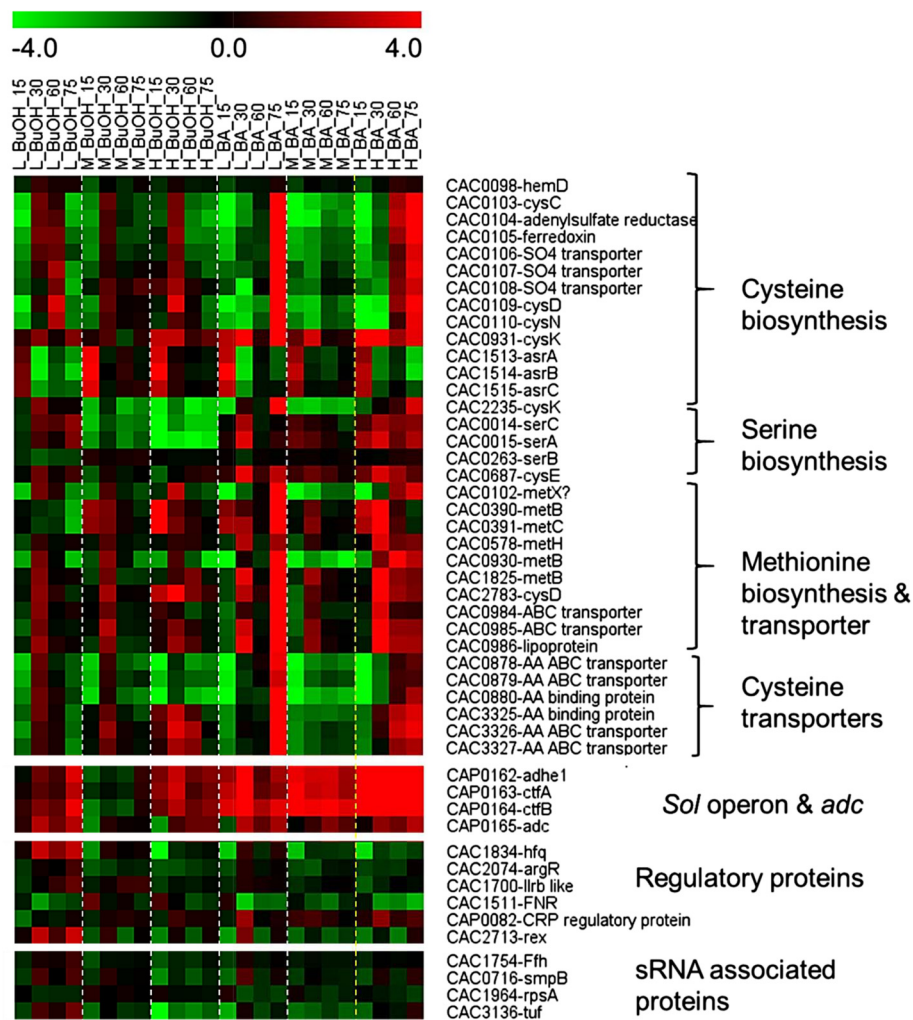 -4.0 0.0 4.0
L_BuOH_15
L_BuOH_30
L_BuOH_60
L_BuOH_75
M_BuOH_15
M_BuOH_30
M_BuOH_60
M_BuOH_75
H_BuOH_15
H_BuOH_30
H_BuOH_60
H_BuOH_75
L_BA_15
L_BA_30
L_BA_60
L_BA_75
M_BA_15
M_BA_30
M_BA_60
M_BA_75
H_BA_15
H_BA_30
H_BA_60
H_BA_75
CAC0098-hemD
CAC0103-cysC
CAC0104-adenylsulfate reductase
CAC0105-ferredoxin
CAC0106-SO4 transporter
CAC0107-SO4 transporter
CAC0108-SO4 transporter
CAC0109-cysD
CAC0110-cysN
CAC0931-cysK
CAC1513-asrA
CAC1514-asrB
CAC1515-asrC
Cysteine
biosynthesis
CAC2235-cysK
CAC0014-serC
CAC0015-serA
CAC0263-serB
CAC0687-cysE
Serine
biosynthesis
CAC0102-metX?
CAC0390-metB
CAC0391-metC
CAC0578-metH
CAC0930-metB
CAC1825-metB
CAC2783-cysD
CAC0984-ABC transporter
CAC0985-ABC transporter
CAC0986-lipoprotein
Methionine
biosynthesis &
transporter
CAC0878-AA ABC transporter
CAC0879-AA ABC transporter
CAC0880-AA binding protein
CAC3325-AA binding protein
CAC3326-AA ABC transporter
CAC3327-AA ABC transporter
Cysteine
transporters
CAP0162-adhe1
CAP0163-ctfA
CAP0164-ctfB
CAP0165-adc
Sol operon & adc
CAC1834-hfq
CAC2074-argR
CAC1700-llrb like
CAC1511-FNR
CAP0082-CRP regulatory protein
CAC2713-rex
Regulatory proteins
CAC1754-Ffh
CAC0716-smpB
CAC1964-rpsA
CAC3136-tuf
sRNA associated
proteins